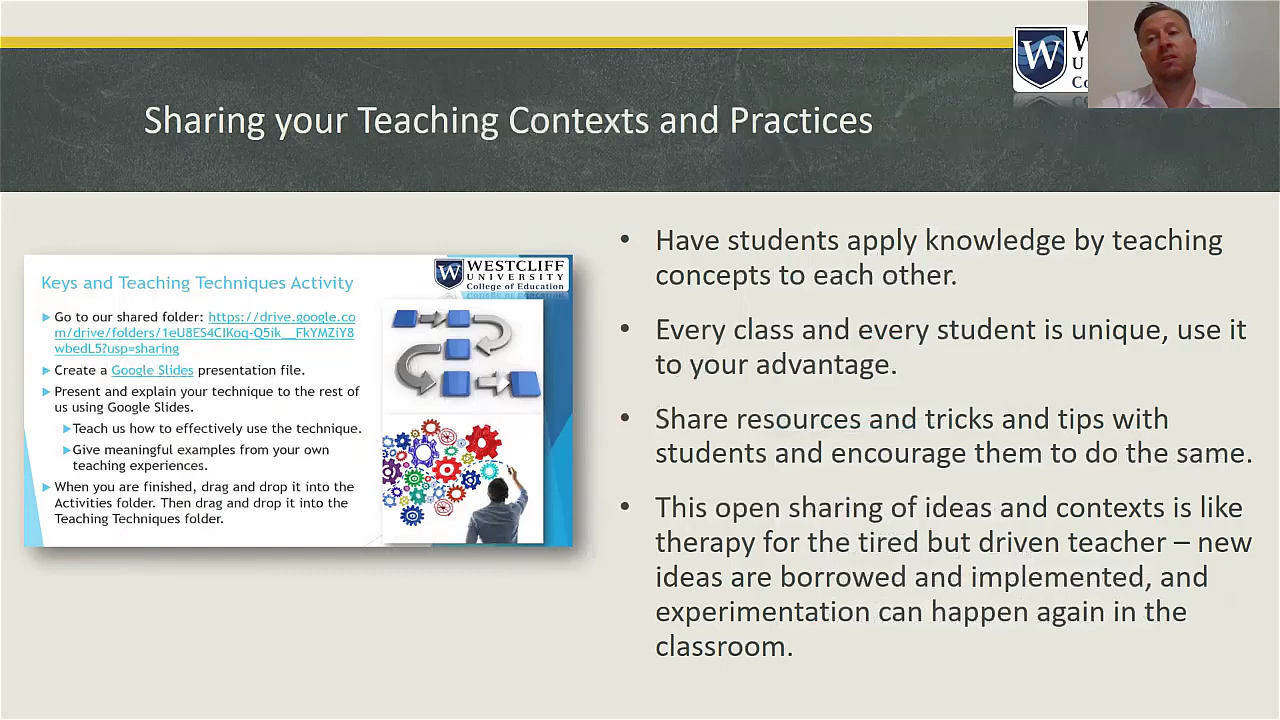 W
U
Co
Sharing your Teaching Contexts and Practices
Keys and Teaching Techniques Activity
WESTCLIFF
UNIVERSITY
College of Education
Go to our shared folder: https://drive.google.co
m/drive/folders/1eU8ES4CIKoq-Q5ik__FkYMZiY8
wbedL5?usp=sharing
Create a Google Slides presentation file.
Present and explain your technique to the rest of
us using Google Slides.
Teach us how to effectively use the technique.
Give meaningful examples from your own
teaching experiences.
When you are finished, drag and drop it into the
Activities folder. Then drag and drop it into the
Teaching Techniques folder.
• Have students apply knowledge by teaching
concepts to each other.
• Every class and every student is unique, use it
to your advantage.
• Share resources and tricks and tips with
students and encourage them to do the same.
• This open sharing of ideas and contexts is like
therapy for the tired but driven teacher – new
ideas are borrowed and implemented, and
experimentation can happen again in the
classroom.